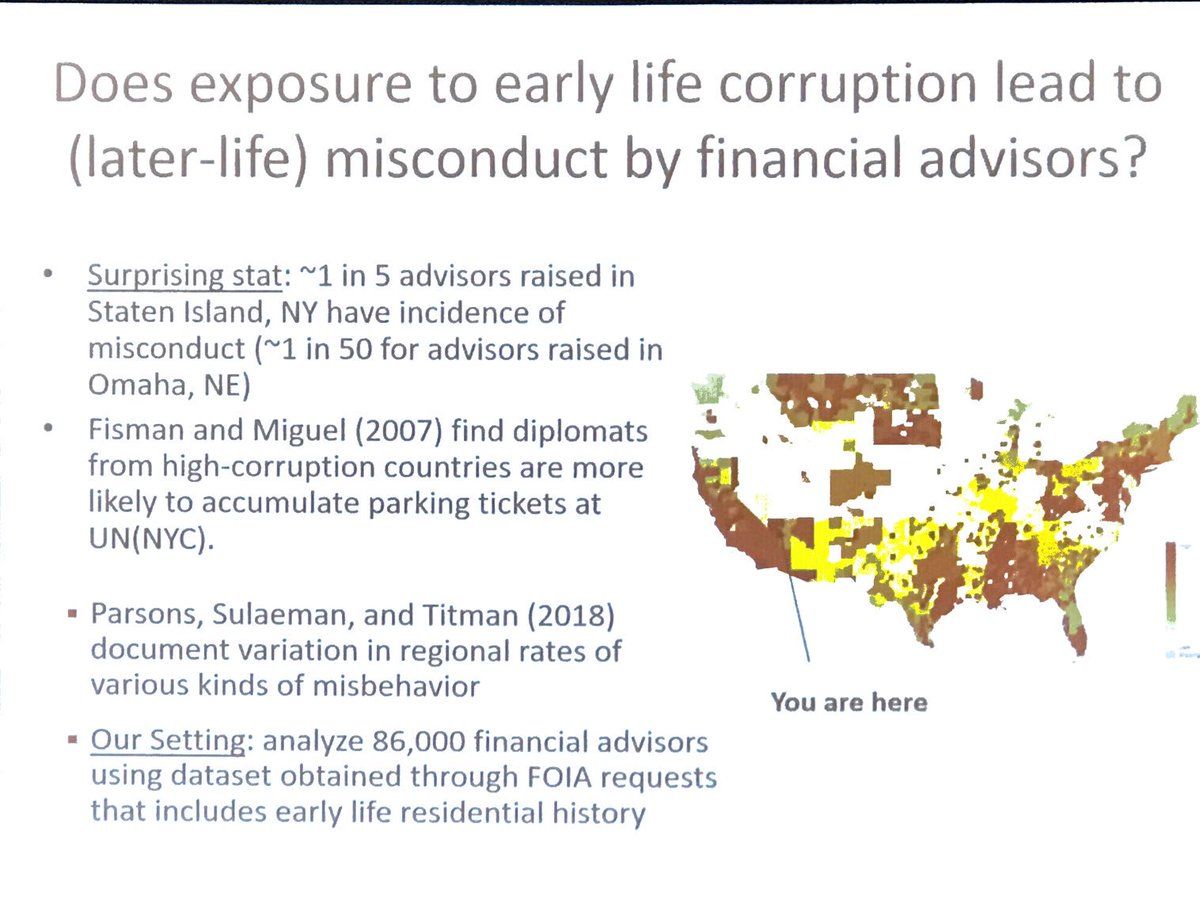 Does exposure to early life corruption lead to
(later-life) misconduct by financial advisors?
• Surprising stat: ~1 in 5 advisors raised in
Staten Island, NY have incidence of
misconduct (~1 in 50 for advisors raised in
Omaha, NE)
• Fisman and Miguel (2007) find diplomats
from high-corruption countries are more
likely to accumulate parking tickets at
UN(NYC).
▪ Parsons, Sulaeman, and Titman (2018)
document variation in regional rates of
various kinds of misbehavior
▪ Our Setting: analyze 86,000 financial advisors
using dataset obtained through FOIA requests
that includes early life residential history
You are here